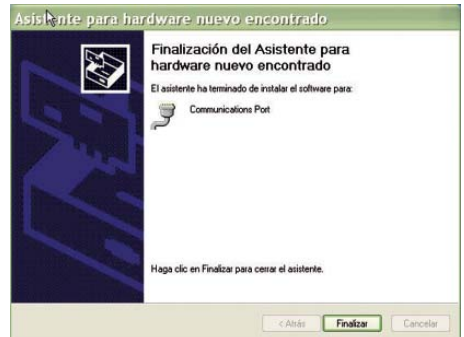 Asistente para hardware nuevo encontrado
Finalización del Asistente para
hardware nuevo encontrado
El asistente ha terminado de instalar el software para:
Communications Port
Haga clic en Finalizar para cerrar el asistente.
< Atrás
Finalizar
Cancelar